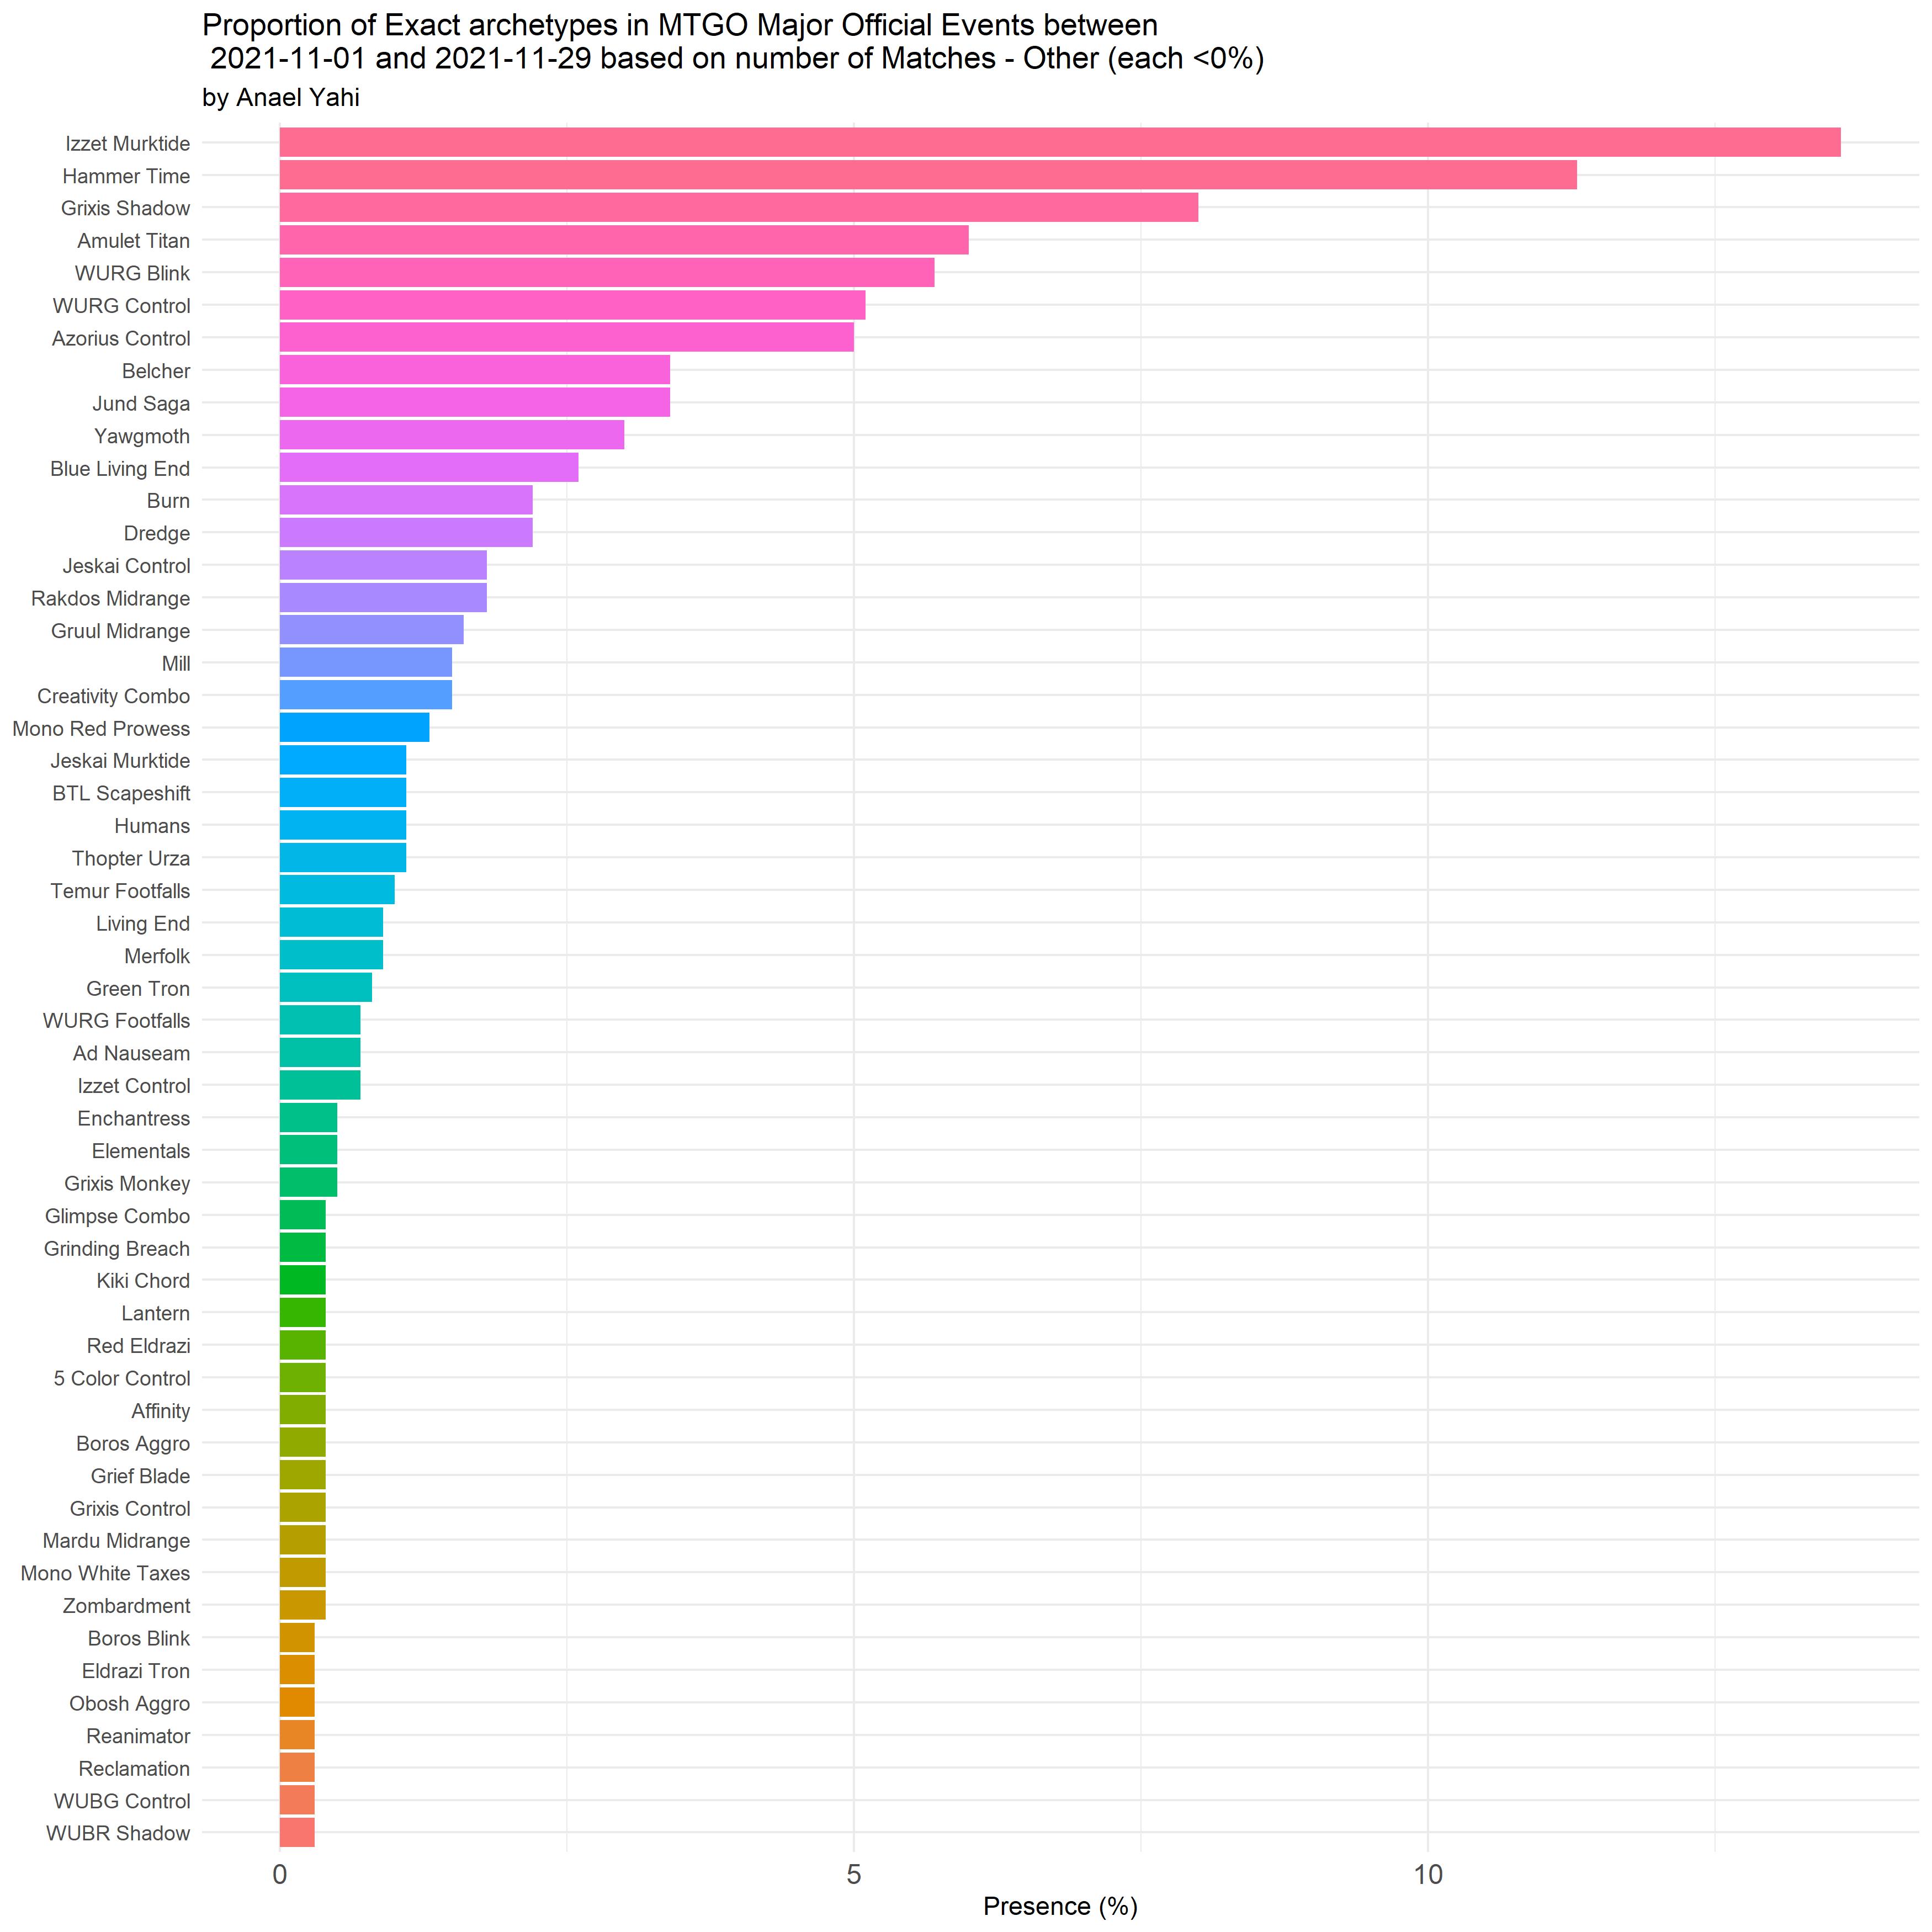 Proportion of Exact archetypes in MTGO Major Official Events between
2021-11-01 and 2021-11-29 based on number of Matches - Other (each <0%)
by Anael Yahi
Izzet Murktide
Hammer Time
Grixis Shadow
Amulet Titan
WURG Blink
WURG Control
Azorius Control
Belcher
Jund Saga
Yawgmoth
Blue Living End
Burn
Dredge
Jeskai Control
Rakdos Midrange
Gruul Midrange
Mill
Creativity Combo
Mono Red Prowess
Jeskai Murktide
BTL Scapeshift
Humans
Thopter Urza
Temur Footfalls
Living End
Merfolk
Green Tron
WURG Footfalls
Ad Nauseam
Izzet Control
Enchantress
Elementals
Grixis Monkey
Glimpse Combo
Grinding Breach
Kiki Chord
Lantern
Red Eldrazi
5 Color Control
Affinity
Boros Aggro
Grief Blade
Grixis Control
Mardu Midrange
Mono White Taxes
Zombardment
Boros Blink
Eldrazi Tron
Obosh Aggro
Reanimator
Reclamation
WUBG Control
WUBR Shadow
0 5 10
Presence (%)